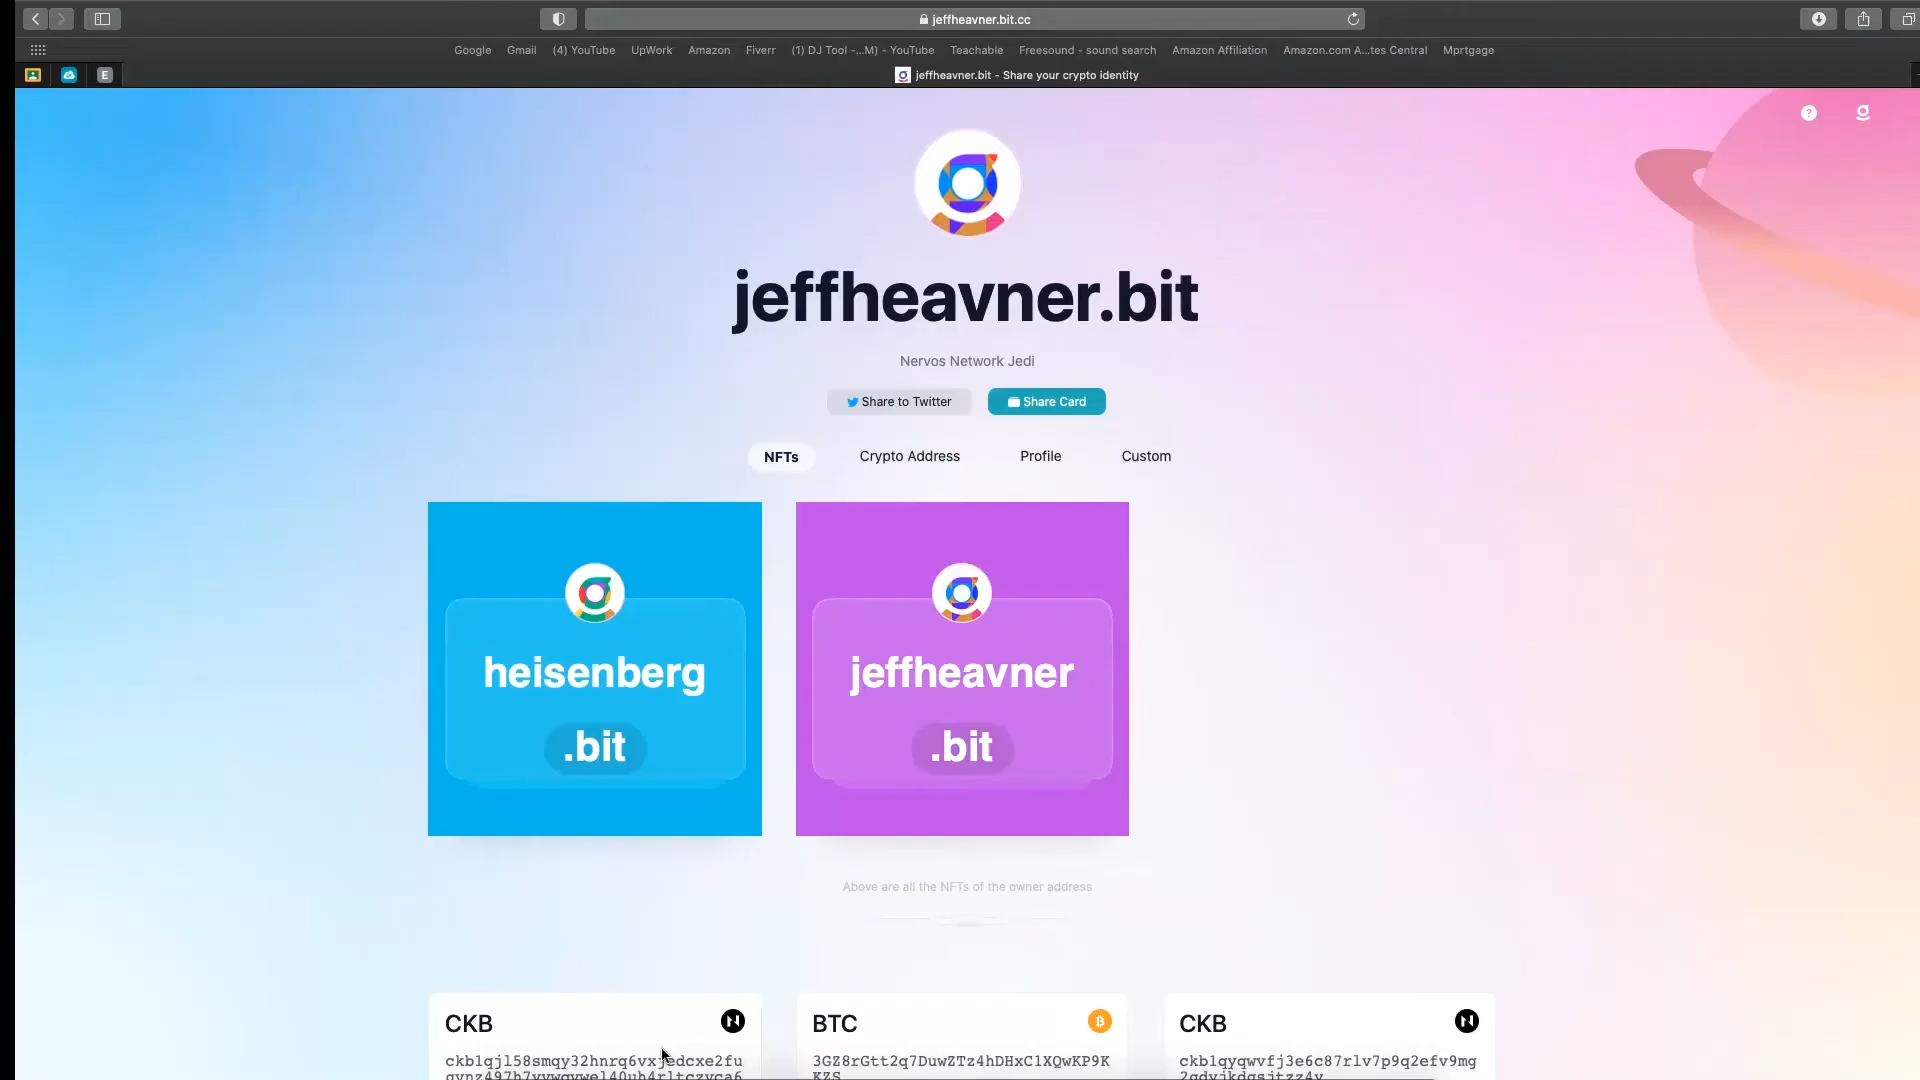 jeffheavner.bit.cc
Google Gmail (4) YouTube UpWork Amazon Fiverr (1) DJ Tool -...M) - YouTube Teachable Freesound - sound search Amazon Affiliation Amazon.com A...tes Central Mprtgage
E
jeffheavner.bit - Share your crypto identity
?
jeffheavner.bit
Nervos Network Jedi
Share to Twitter Share Card
NFTs Crypto Address Profile Custom
heisenberg
.bit
jeffheavner
.bit
Above are all the NFTs of the owner address
CKB
BTC
CKB
3GZ8rGtt2q7DuwZTz4hDHxC1XQwKP9K
KZS
ckb1qyqwvfj3e6c87rlv7p9q2efv9mg